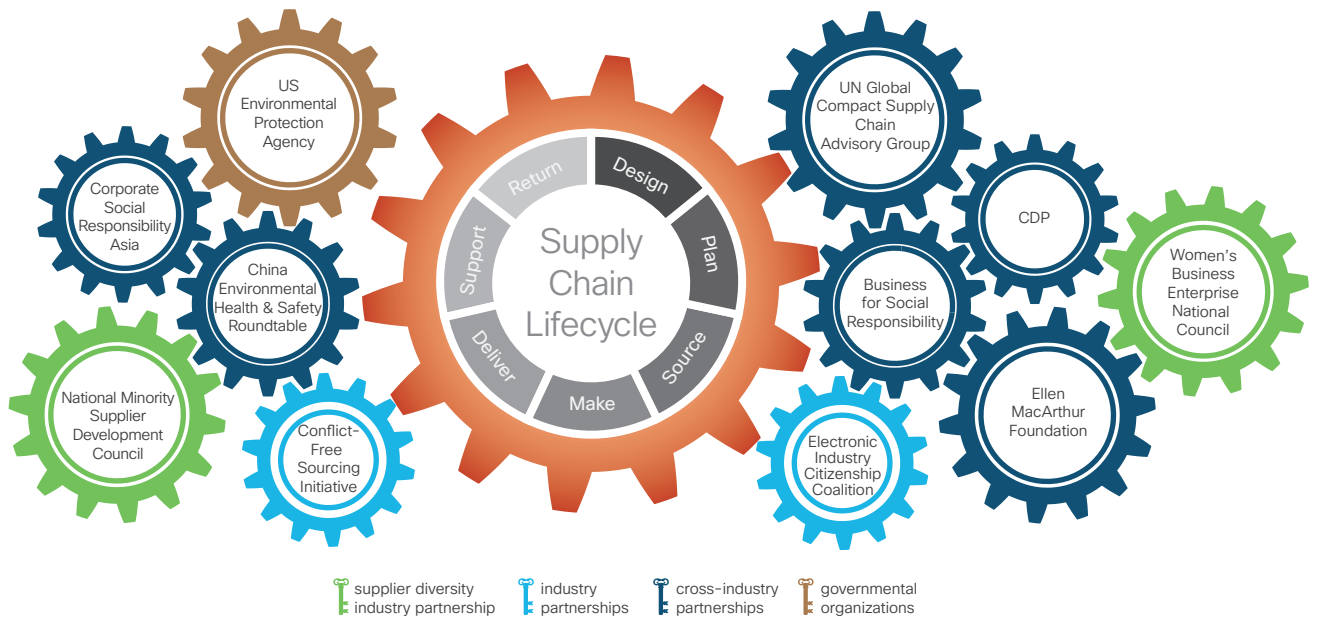 US
Environmental
Protection
Agency
Corporate
Social
Responsibility
Asia
China
Environmental
Health & Safety
Roundtable
National Minority
Supplier
Development
Council
Conflict-
Free
Sourcing
Initiative
Supply
Chain
Lifecycle
Design
Plan
Source
Make
Deliver
Support
Return
UN Global
Compact Supply
Chain
Advisory Group
CDP
Business
for Social
Responsibility
Women's
Business
Enterprise
National
Council
Ellen
MacArthur
Foundation
Electronic
Industry
Citizenship
Coalition
supplier diversity
industry partnership
industry
partnerships
cross-industry
partnerships
governmental
organizations